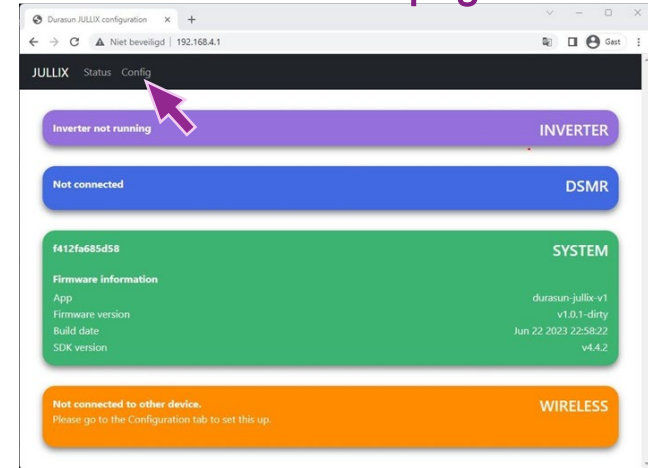 Durasun JULLIX configuration
Niet beveiligd | 192.168.4.1
Gast
JULLIX Status Config
Inverter not running INVERTER
Not connected DSMR
f412fa685d58 SYSTEM
Firmware information
App durasun-jullix-v1
Firmware version v1.0.1-dirty
Build date Jun 22 2023 22:58:22
SDK version v4.4.2
Not connected to other device. WIRELESS
Please go to the Configuration tab to set this up.